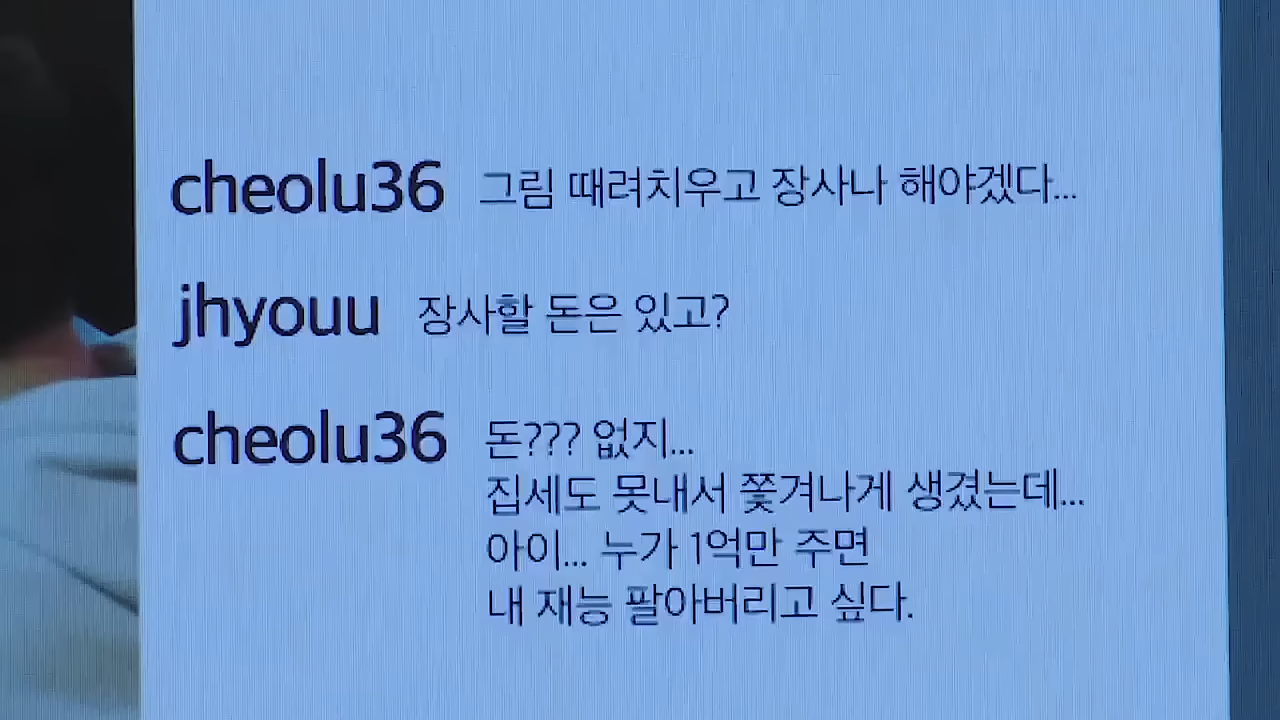 cheolu36 그림 때려치우고 장사나 해야겠다...
jhyouu 장사할 돈은 있고?
cheolu36 돈??? 없지...
집세도 못내서 쫓겨나게 생겼는데...
아이... 누가 1억만 주면
내 재능 팔아버리고 싶다.